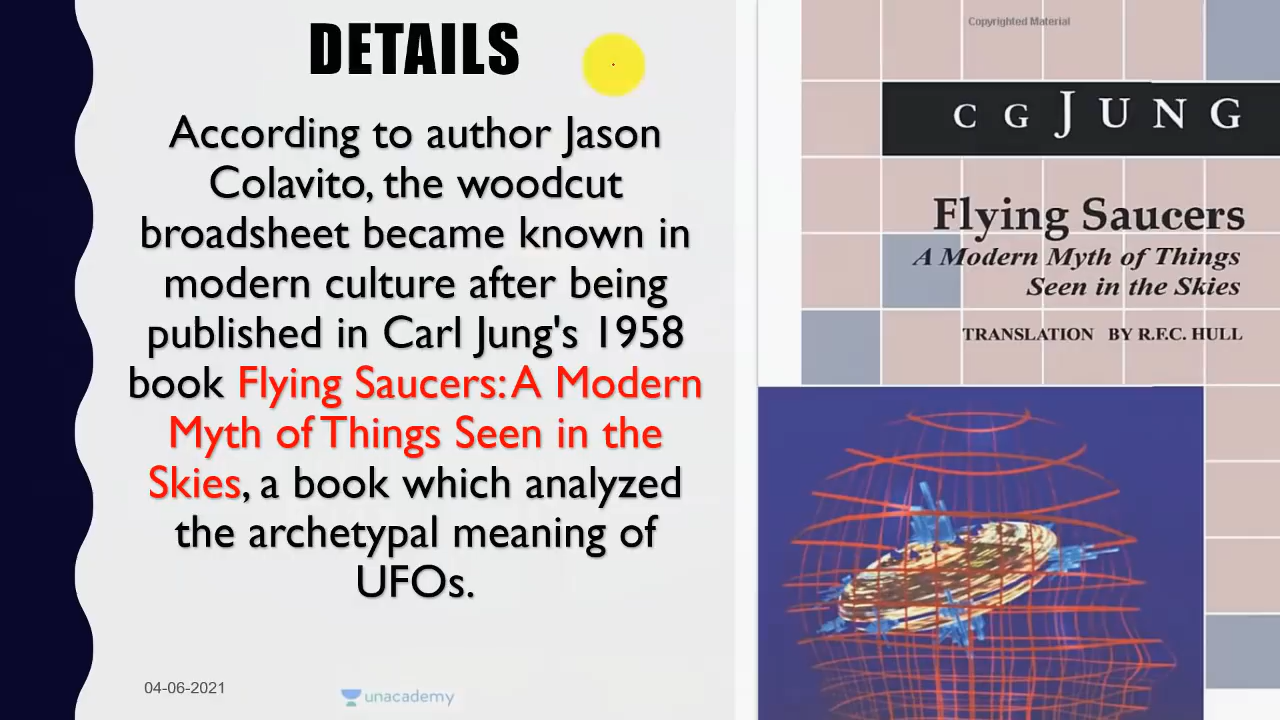 DETAILS
According to author Jason
Colavito, the woodcut
broadsheet became known in
modern culture after being
published in Carl Jung's 1958
book Flying Saucers: A Modern
Myth of Things Seen in the
Skies, a book which analyzed
the archetypal meaning of
UFOs.
04-06-2021
unacademy
Copyrighted Material
C G JUNG
Flying Saucers
A Modern Myth of Things
Seen in the Skies
TRANSLATION BY R.F.C. HULL